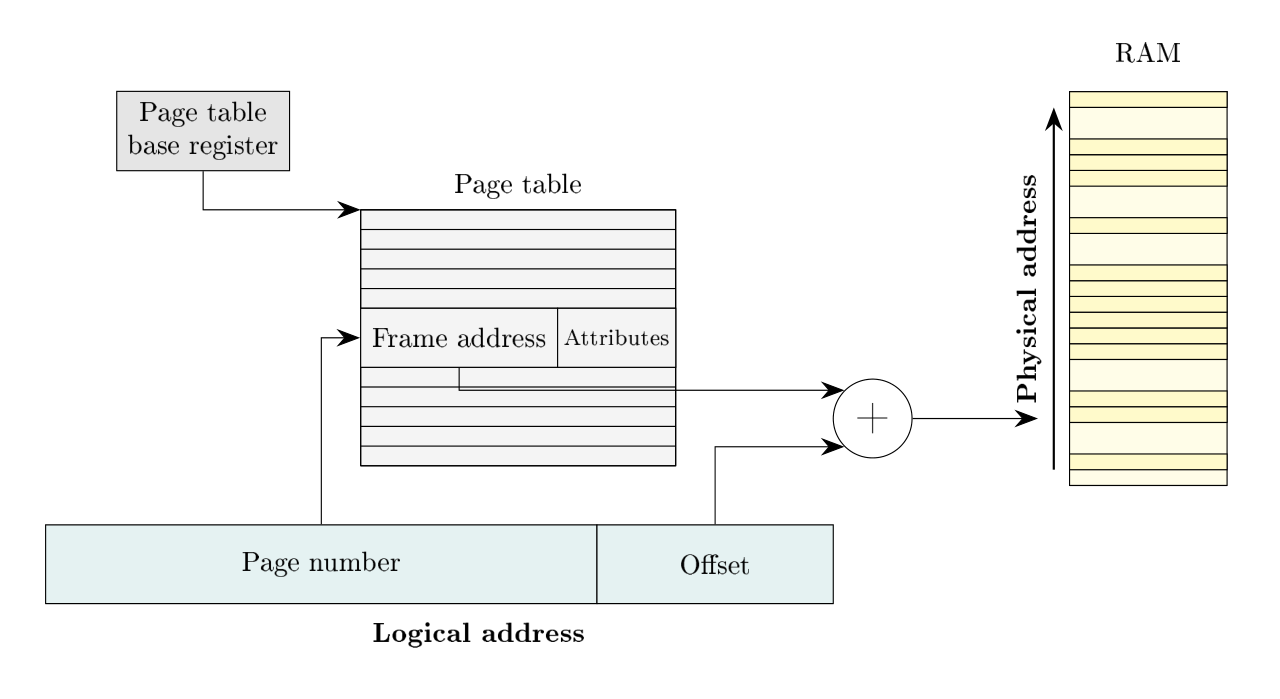 RAM
Page table
base register
Page table
Physical address
Frame address
Attributes
+
Page number
Offset
Logical address